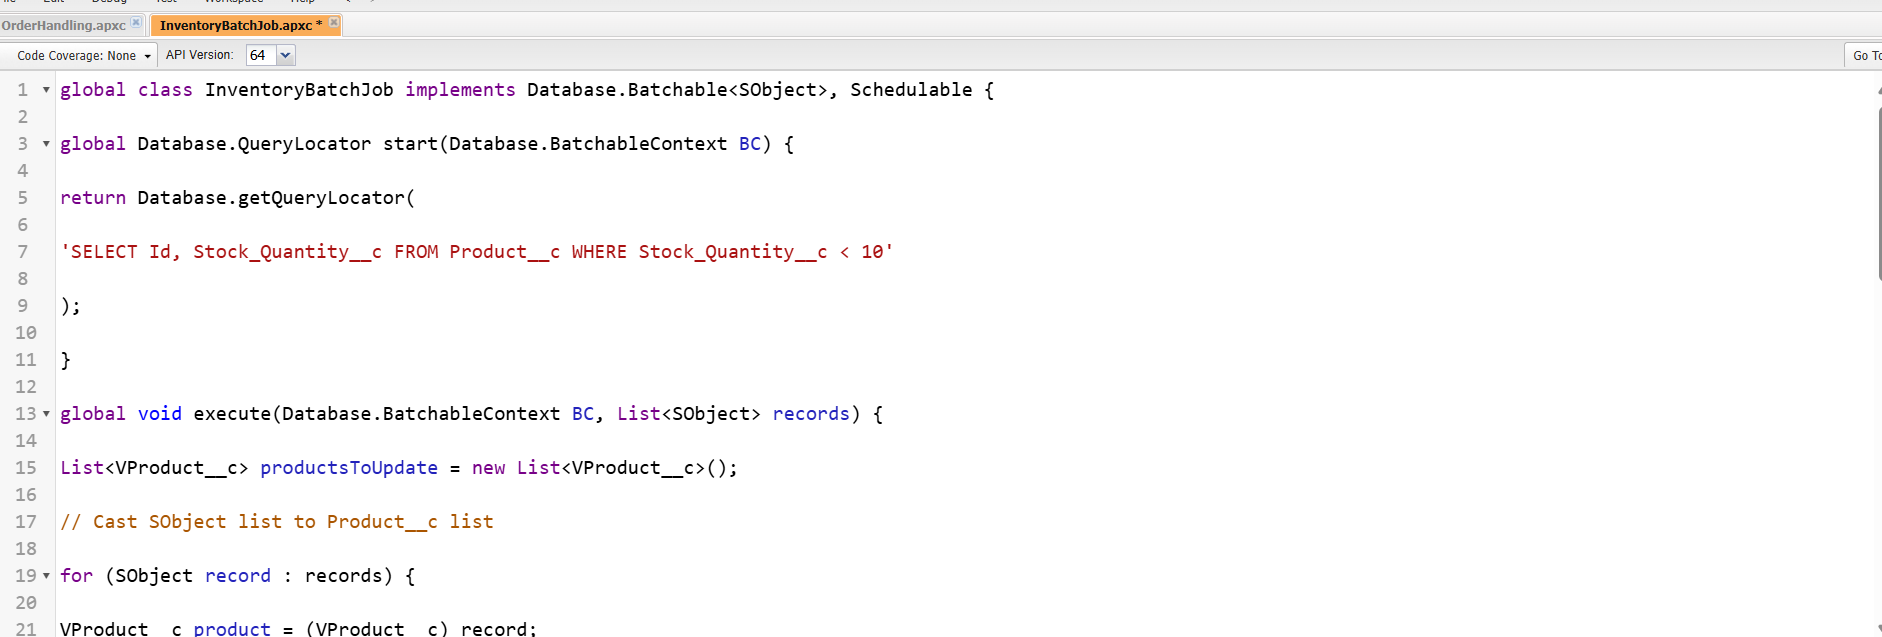 OrderHandling.apxc InventoryBatchJob.apxc *
Code Coverage: None API Version: 64 Go To
1 global class InventoryBatchJob implements Database.Batchable<SObject>, Schedulable {
2
3 global Database.QueryLocator start(Database.BatchableContext BC) {
4
5 return Database.getQueryLocator(
6
7 'SELECT Id, Stock_Quantity__c FROM Product__c WHERE Stock_Quantity__c < 10'
8
9 );
10
11 }
12
13 global void execute(Database.BatchableContext BC, List<SObject> records) {
14
15 List<VProduct__c> productsToUpdate = new List<VProduct__c>();
16
17 // Cast SObject list to Product__c list
18
19 for (SObject record : records) {
20
21 VProduct__c product = (VProduct__c) record;